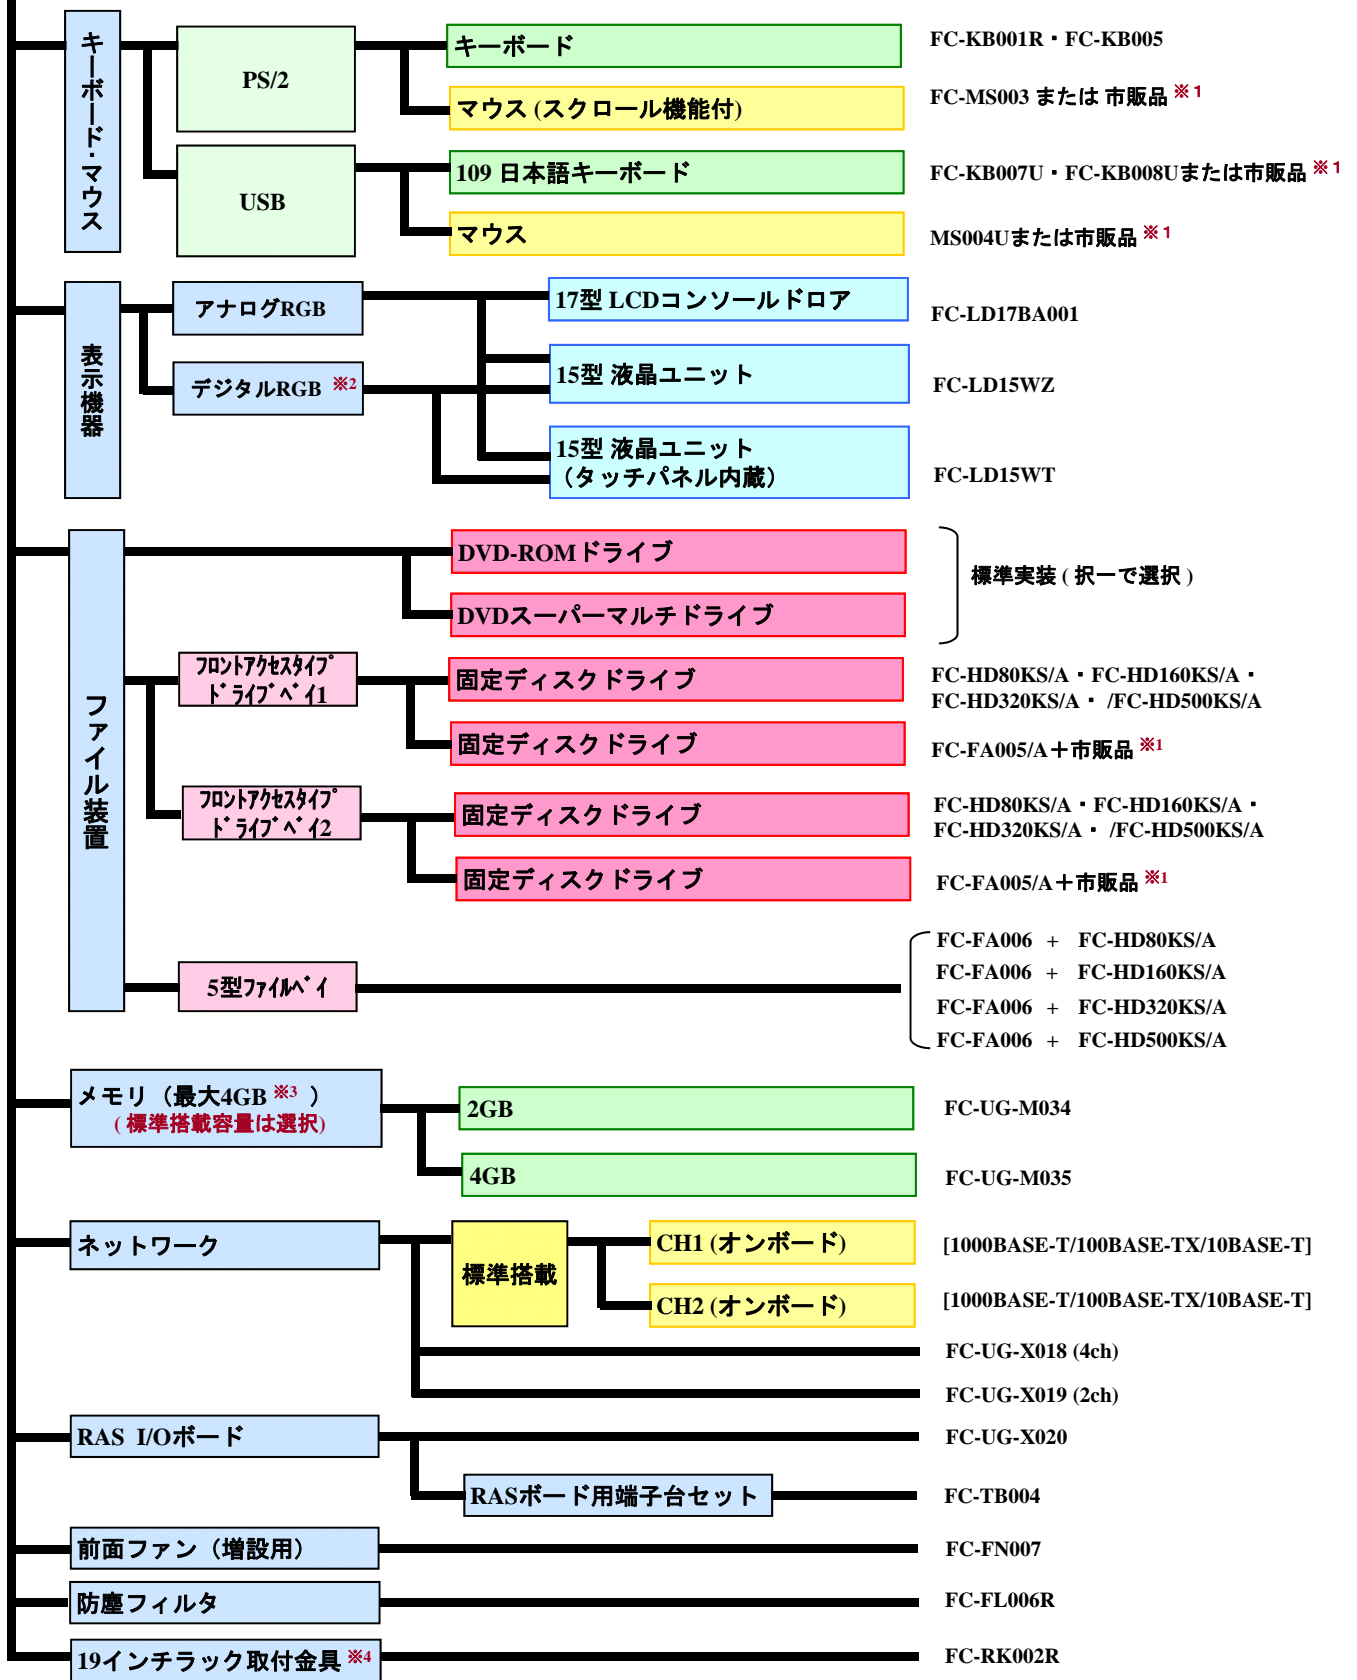 キーボード・マウス
PS/2
キーボード
FC-KB001R・FC-KB005
マウス (スクロール機能付)
FC-MS003 または 市販品 ※1
USB
109 日本語キーボード
FC-KB007U・FC-KB008Uまたは市販品 ※1
マウス
MS004Uまたは市販品 ※1
表示機器
アナログRGB
17型 LCDコンソールドロア
FC-LD17BA001
デジタルRGB ※2
15型 液晶ユニット
FC-LD15WZ
15型 液晶ユニット
（タッチパネル内蔵）
FC-LD15WT
ファイル装置
DVD-ROMドライブ
DVDスーパーマルチドライブ
標準実装 ( 択一で選択 )
ﾌﾛﾝﾄｱｸｾｽﾀｲﾌﾟ
ﾄﾞﾗｲﾌﾞﾍﾞｲ1
固定ディスクドライブ
FC-HD80KS/A・FC-HD160KS/A・
FC-HD320KS/A・ /FC-HD500KS/A
固定ディスクドライブ
FC-FA005/A＋市販品 ※1
ﾌﾛﾝﾄｱｸｾｽﾀｲﾌﾟ
ﾄﾞﾗｲﾌﾞﾍﾞｲ2
固定ディスクドライブ
FC-HD80KS/A・FC-HD160KS/A・
FC-HD320KS/A・ /FC-HD500KS/A
固定ディスクドライブ
FC-FA005/A＋市販品 ※1
5型ﾌｧｲﾙﾍﾞｲ
FC-FA006 + FC-HD80KS/A
FC-FA006 + FC-HD160KS/A
FC-FA006 + FC-HD320KS/A
FC-FA006 + FC-HD500KS/A
メモリ（最大4GB ※3 ）
( 標準搭載容量は選択)
2GB
FC-UG-M034
4GB
FC-UG-M035
ネットワーク
標準搭載
CH1 (オンボード)
[1000BASE-T/100BASE-TX/10BASE-T]
CH2 (オンボード)
[1000BASE-T/100BASE-TX/10BASE-T]
FC-UG-X018 (4ch)
FC-UG-X019 (2ch)
RAS I/Oボード
FC-UG-X020
RASボード用端子台セット
FC-TB004
前面ファン（増設用）
FC-FN007
防塵フィルタ
FC-FL006R
19インチラック取付金具 ※4
FC-RK002R